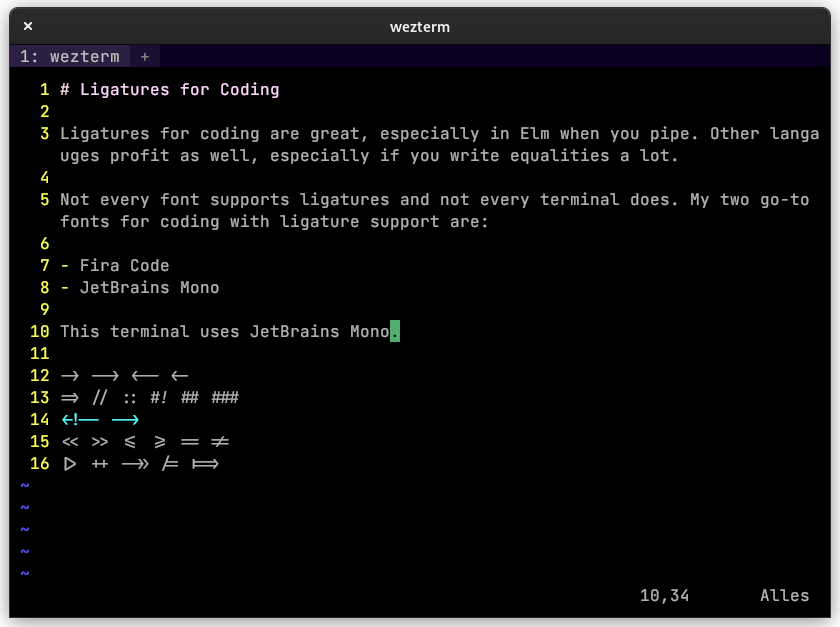 wezterm
1: wezterm +
1 # Ligatures for Coding
2
3 Ligatures for coding are great, especially in Elm when you pipe. Other langa
uges profit as well, especially if you write equalities a lot.
4
5 Not every font supports ligatures and not every terminal does. My two go-to
fonts for coding with ligature support are:
6
7 - Fira Code
8 - JetBrains Mono
9
10 This terminal uses JetBrains Mono.
11
12 -> --> <-- <-
13 => // :: #! ## ###
14 <!-- -->
15 << >> <= >= == !=
16 |> ++ -->> /= |==>
~
~
~
~
~
10,34 Alles